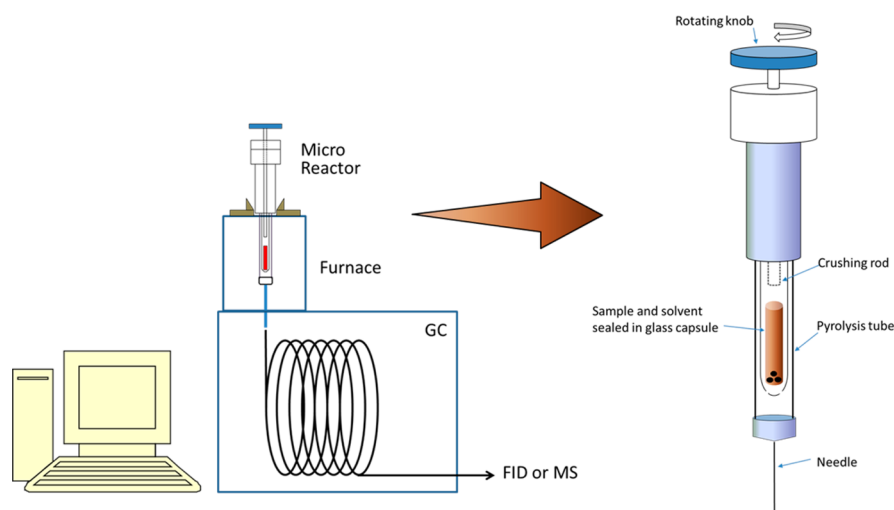 Rotating knob
Micro
Reactor
Furnace
GC
FID or MS
Crushing rod
Sample and solvent
sealed in glass capsule
Pyrolysis tube
Needle